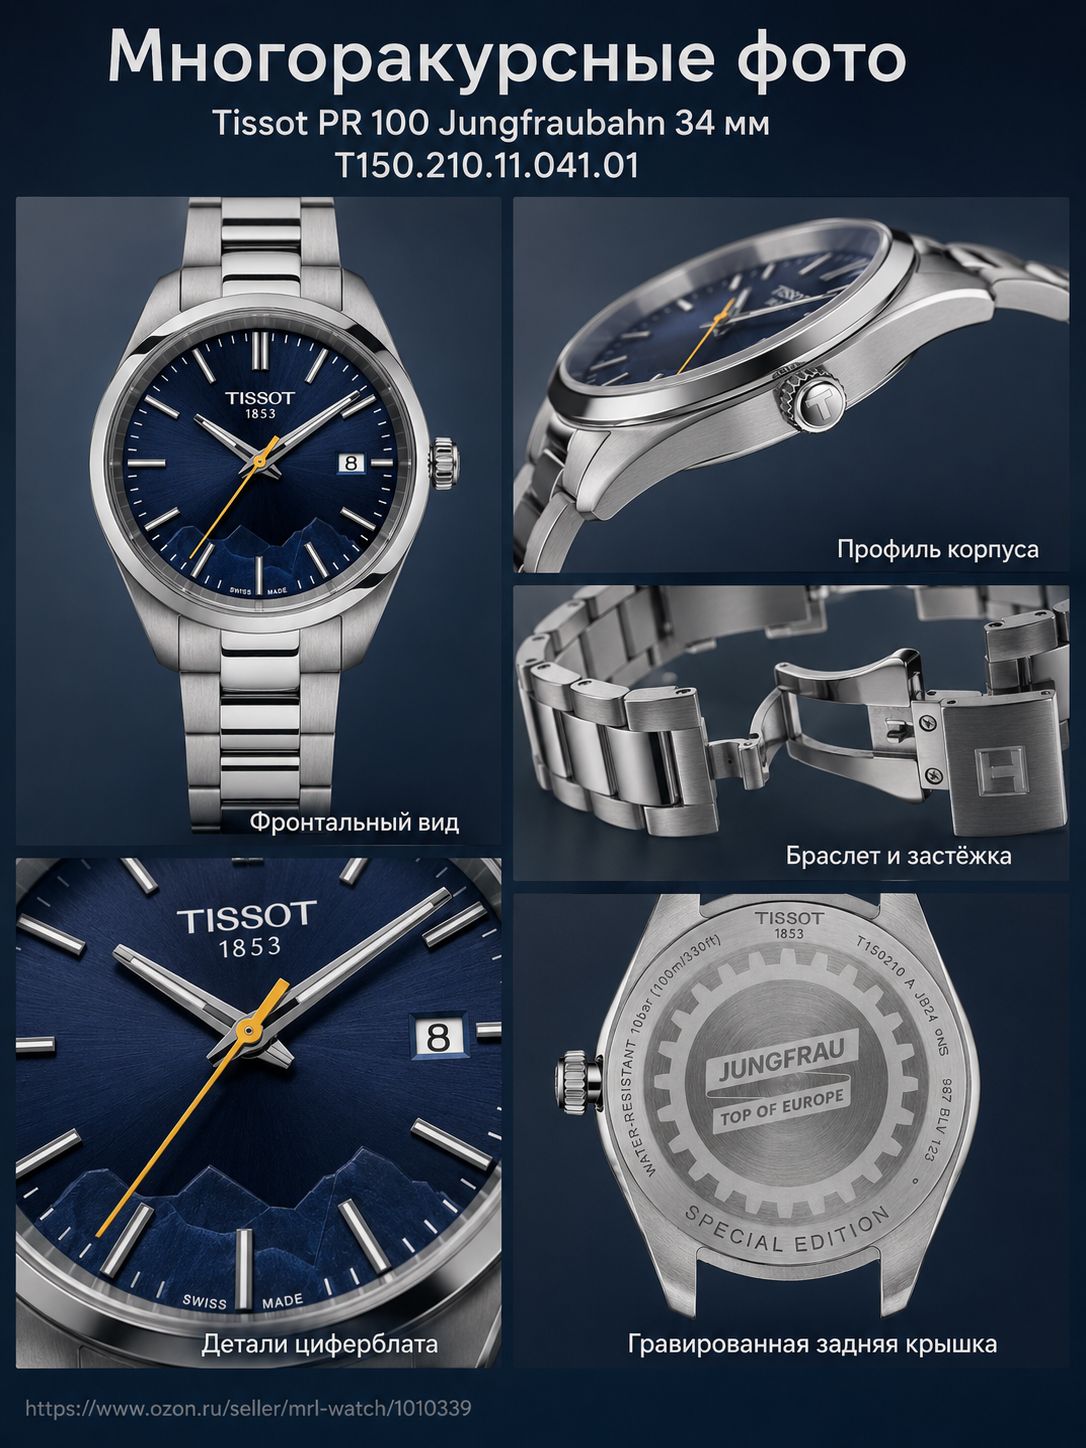 Многоракурсные фото
Tissot PR 100 Jungfraubahn 34 мм
T150.210.11.041.01
TISSOT
1853
8
SWISS MADE
Фронтальный вид
TISSOT
T
Профиль корпуса
Браслет и застёжка
TISSOT
1853
8
SWISS MADE
Детали циферблата
TISSOT
1853
WATER-RESISTANT 10bar (100m/330ft)
T150210 A JB24 SNo 987 BLV 123
JUNGFRAU
TOP OF EUROPE
SPECIAL EDITION
Гравированная задняя крышка
https://www.ozon.ru/seller/mrl-watch/1010339